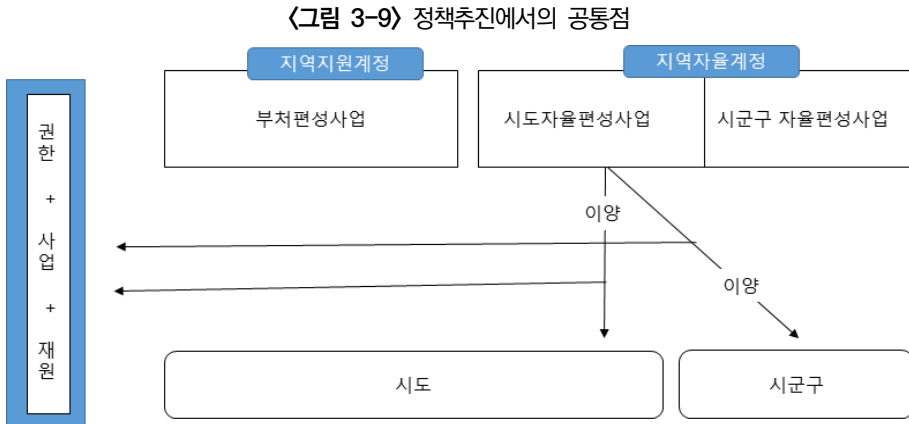 <그림 3-9> 정책추진에서의 공통점
지역지원계정
지역자율계정
부처편성사업
시도자율편성사업
시군구 자율편성사업
권한 + 사업 + 재원
이양
이양
시도
시군구